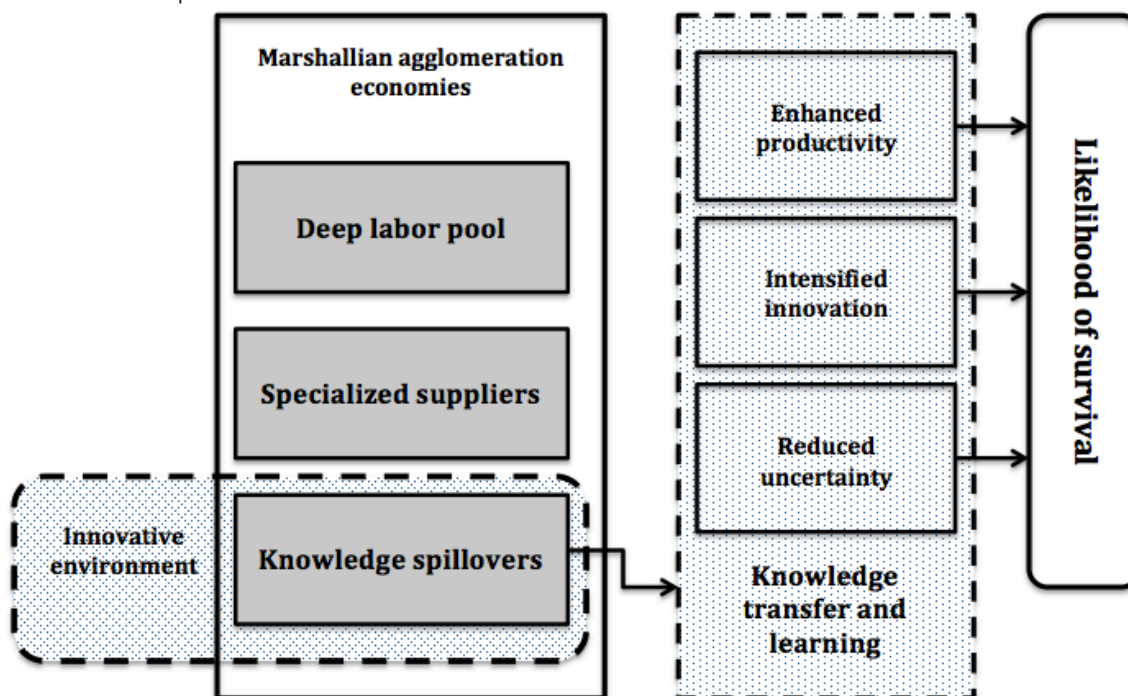 Marshallian agglomeration
economies
Deep labor pool
Specialized suppliers
Innovative
environment
Knowledge spillovers
Enhanced
productivity
Intensified
innovation
Reduced
uncertainty
Knowledge
transfer and
learning
Likelihood of survival